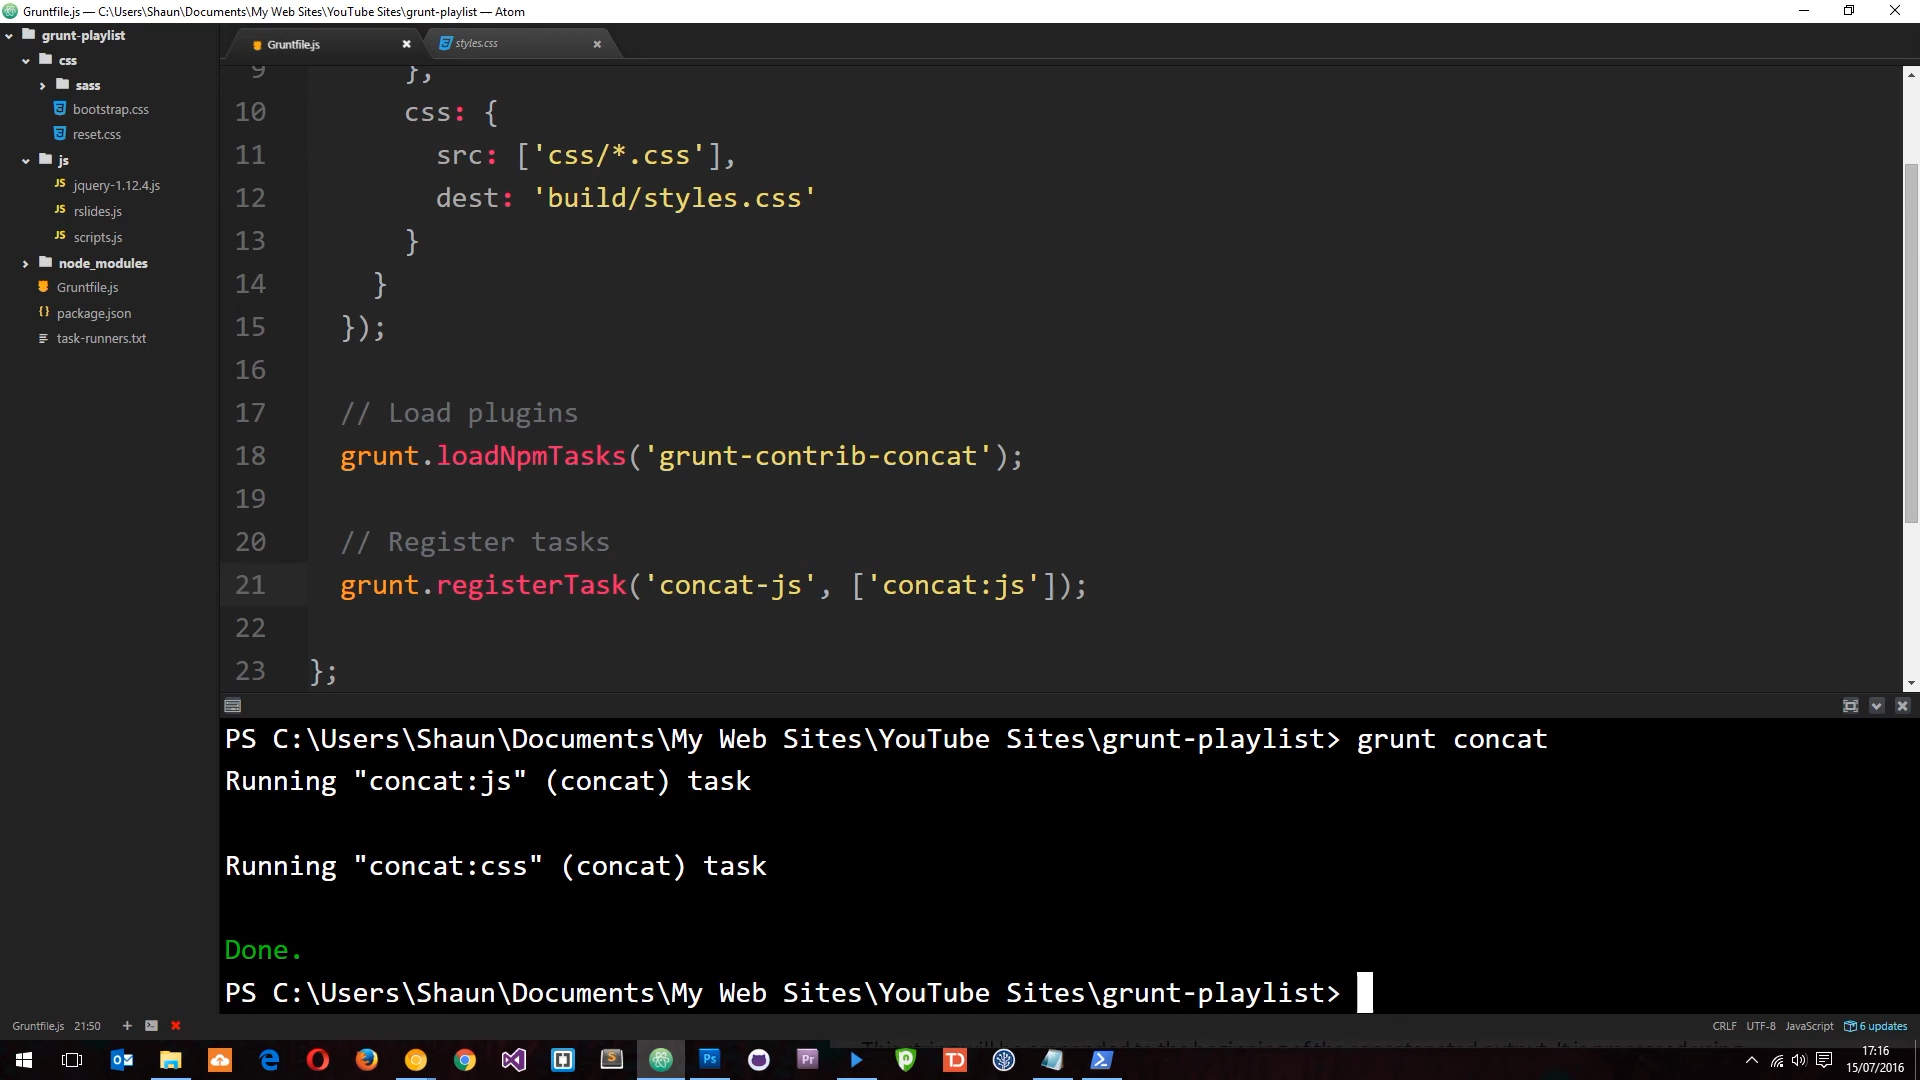 Gruntfile.js — C:\Users\Shaun\Documents\My Web Sites\YouTube Sites\grunt-playlist — Atom
grunt-playlist
css
sass
bootstrap.css
reset.css
js
jquery-1.12.4.js
rslides.js
scripts.js
node_modules
Gruntfile.js
package.json
task-runners.txt
Gruntfile.js
styles.css
9 },
10 css: {
11 src: ['css/*.css'],
12 dest: 'build/styles.css'
13 }
14 }
15 });
16
17 // Load plugins
18 grunt.loadNpmTasks('grunt-contrib-concat');
19
20 // Register tasks
21 grunt.registerTask('concat-js', ['concat:js']);
22
23 };
PS C:\Users\Shaun\Documents\My Web Sites\YouTube Sites\grunt-playlist> grunt concat
Running "concat:js" (concat) task
Running "concat:css" (concat) task
Done.
PS C:\Users\Shaun\Documents\My Web Sites\YouTube Sites\grunt-playlist>
Gruntfile.js 21:50
CRLF UTF-8 JavaScript 6 updates
17:16
15/07/2016